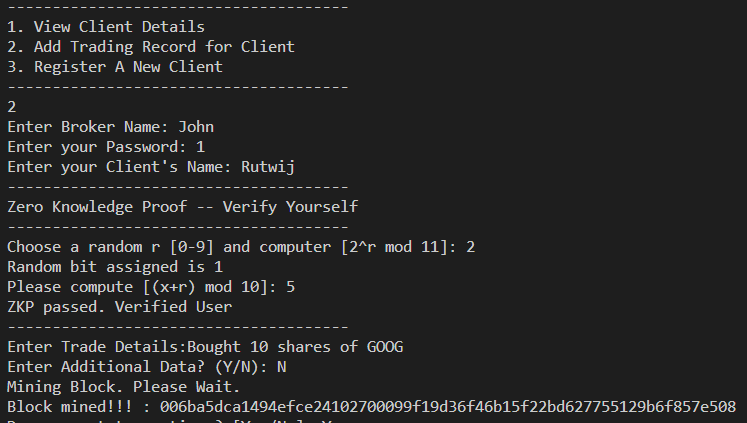 -------------------------------------
1. View Client Details
2. Add Trading Record for Client
3. Register A New Client
-------------------------------------
2
Enter Broker Name: John
Enter your Password: 1
Enter your Client's Name: Rutwij
-------------------------------------
Zero Knowledge Proof -- Verify Yourself
-------------------------------------
Choose a random r [0-9] and computer [2^r mod 11]: 2
Random bit assigned is 1
Please compute [(x+r) mod 10]: 5
ZKP passed. Verified User
-------------------------------------
Enter Trade Details:Bought 10 shares of GOOG
Enter Additional Data? (Y/N): N
Mining Block. Please Wait.
Block mined!!! : 006ba5dca1494efce24102700099f19d36f46b15f22bd627755129b6f857e508